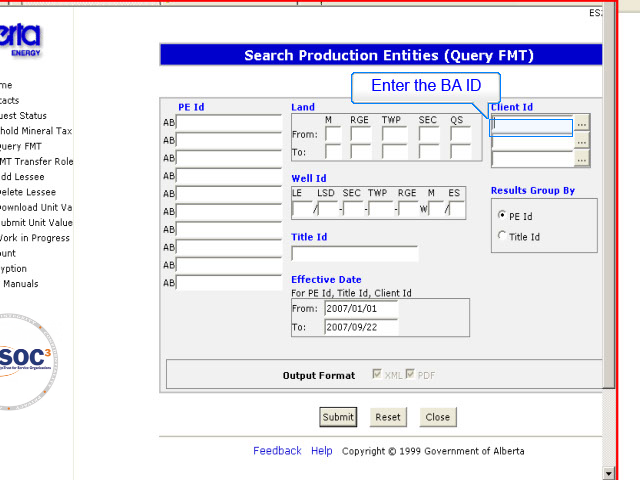 ES2
erta
ENERGY
Search Production Entities (Query FMT)
Enter the BA ID
me
tacts
uest Status
hold Mineral Tax
Query FMT
MT Transfer Role
dd Lessee
elete Lessee
ownload Unit Va
ubmit Unit Value
Work in Progress
ount
yption
Manuals
SOC3
PE Id
AB
AB
AB
AB
AB
AB
AB
AB
AB
AB
Land
M RGE TWP SEC QS
From:
To:
Well Id
LE LSD SEC TWP RGE M ES
/ - - - W /
Title Id
Effective Date
For PE Id, Title Id, Client Id
From: 2007/01/01
To: 2007/09/22
Client Id
...
...
...
Results Group By
PE Id
Title Id
Output Format XML PDF
Submit Reset Close
Feedback Help Copyright © 1999 Government of Alberta